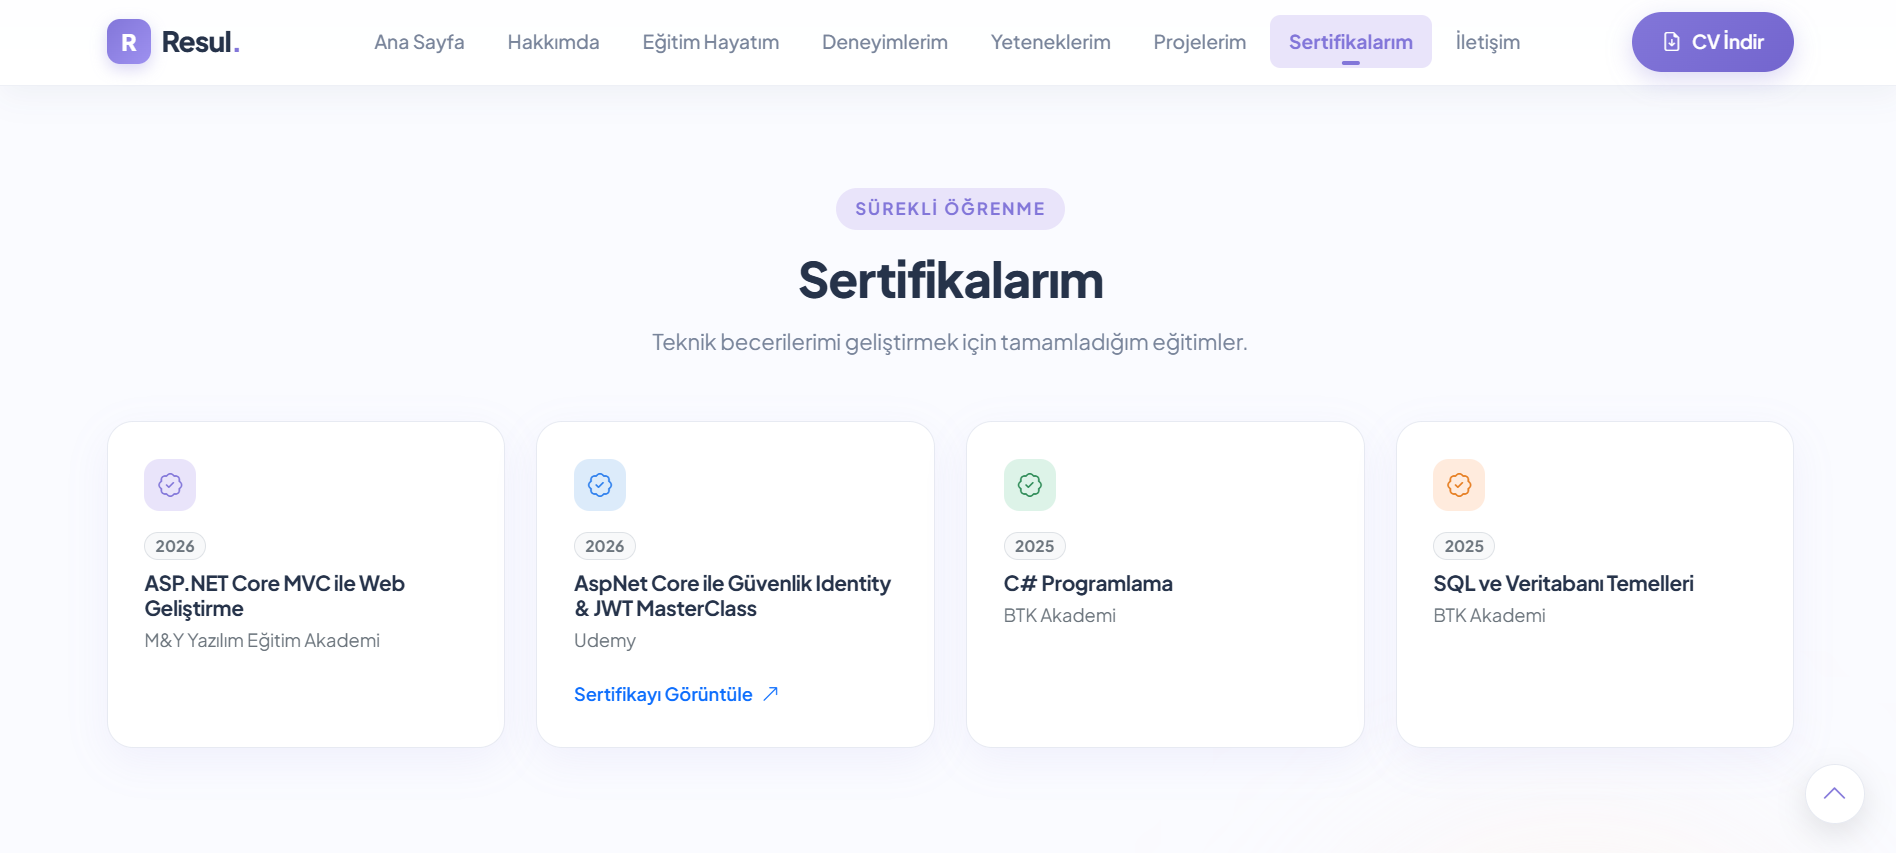 R Resul.
Ana Sayfa
Hakkımda
Eğitim Hayatım
Deneyimlerim
Yeteneklerim
Projelerim
Sertifikalarım
İletişim
CV İndir
SÜREKLİ ÖĞRENME
Sertifikalarım
Teknik becerilerimi geliştirmek için tamamladığım eğitimler.
2026
ASP.NET Core MVC ile Web
Geliştirme
M&Y Yazılım Eğitim Akademi
2026
AspNet Core ile Güvenlik Identity
& JWT MasterClass
Udemy
Sertifikayı Görüntüle
2025
C# Programlama
BTK Akademi
2025
SQL ve Veritabanı Temelleri
BTK Akademi